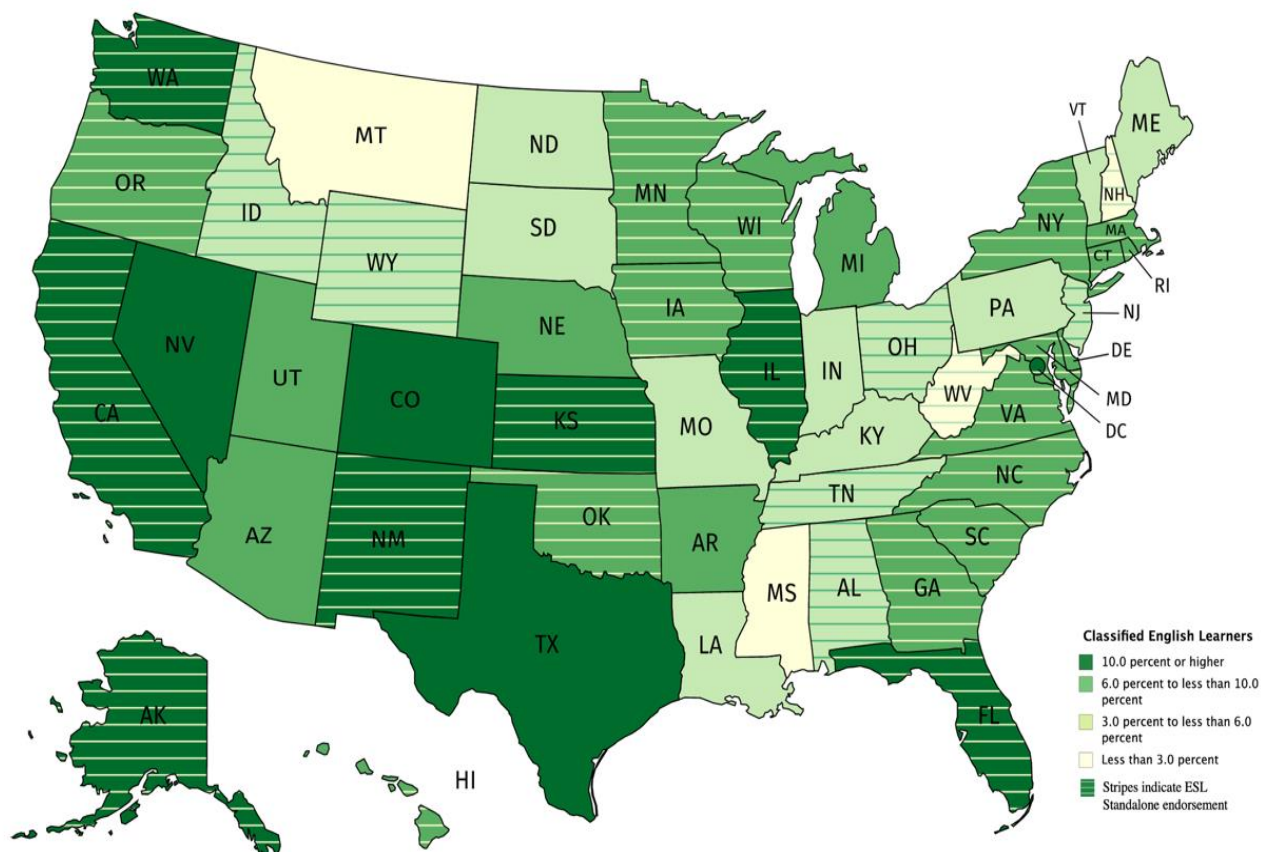 WA
MT
ND
VT
ME
OR
ID
MN
NH
SD
WI
NY
MA
WY
MI
CT
RI
IA
PA
NJ
NE
NV
OH
DE
UT
IL
IN
CO
WV
MD
CA
KS
VA
MO
KY
DC
NC
TN
OK
AZ
NM
AR
SC
MS
AL
GA
TX
LA
Classified English Learners
10.0 percent or higher
6.0 percent to less than 10.0
percent
AK
FL
3.0 percent to less than 6.0
percent
HI
Less than 3.0 percent
Stripes indicate ESL
Standalone endorsement